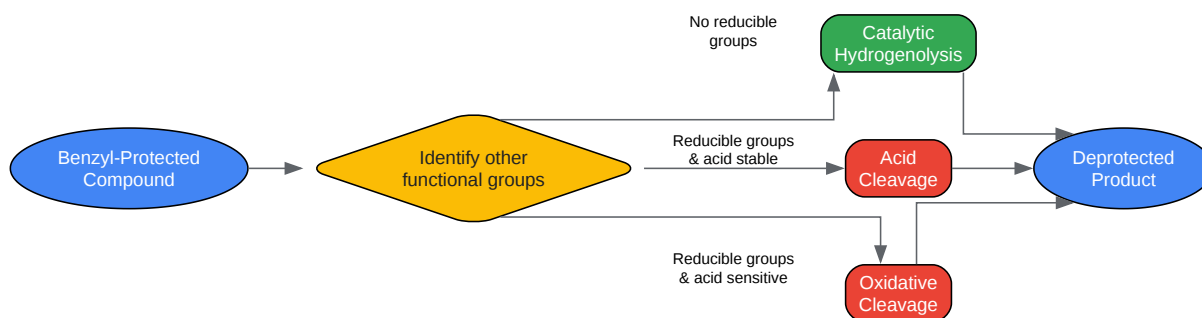 No reducible
groups
Catalytic
Hydrogenolysis
Benzyl-Protected
Compound
Identify other
functional groups
Reducible groups
& acid stable
Acid
Cleavage
Deprotected
Product
Reducible groups
& acid sensitive
Oxidative
Cleavage